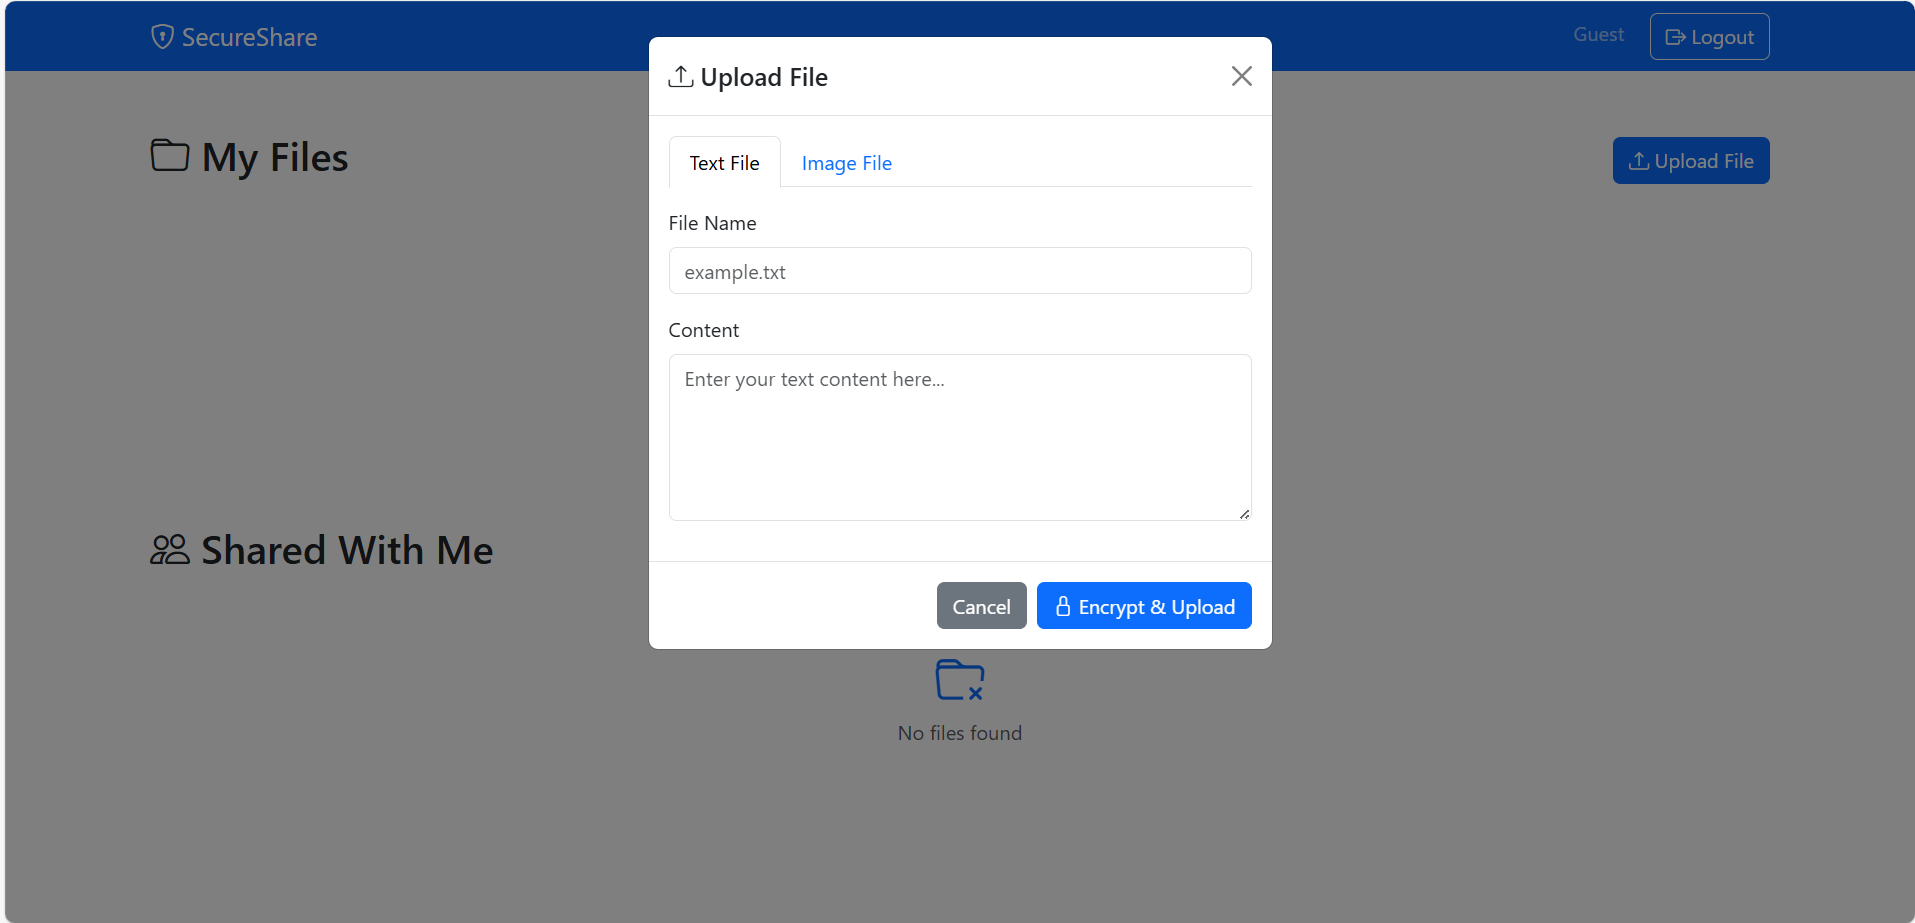 SecureShare
Guest
Logout
Upload File
My Files
Upload File
Text File
Image File
File Name
example.txt
Content
Enter your text content here...
Shared With Me
Cancel
Encrypt & Upload
No files found